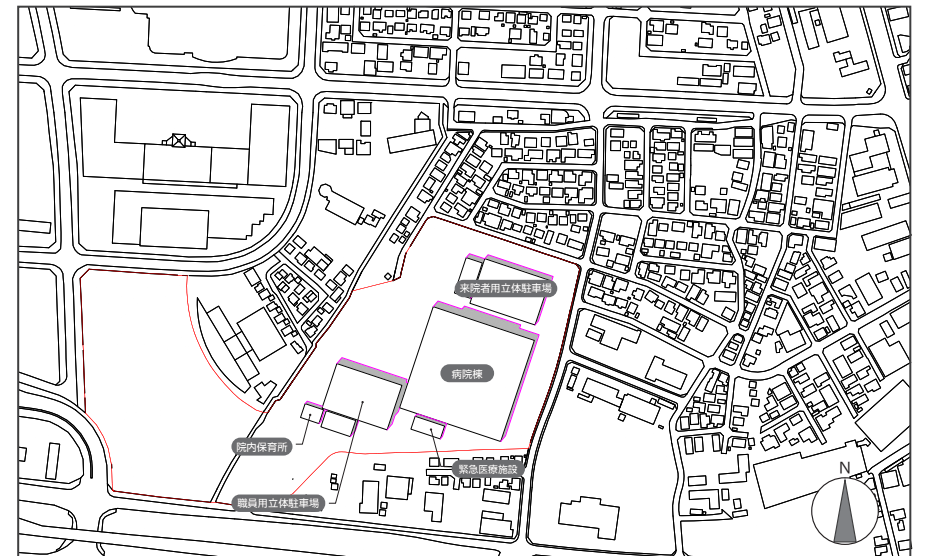 来院者用立体駐車場
病院棟
院内保育所
緊急医療施設
職員用立体駐車場
N